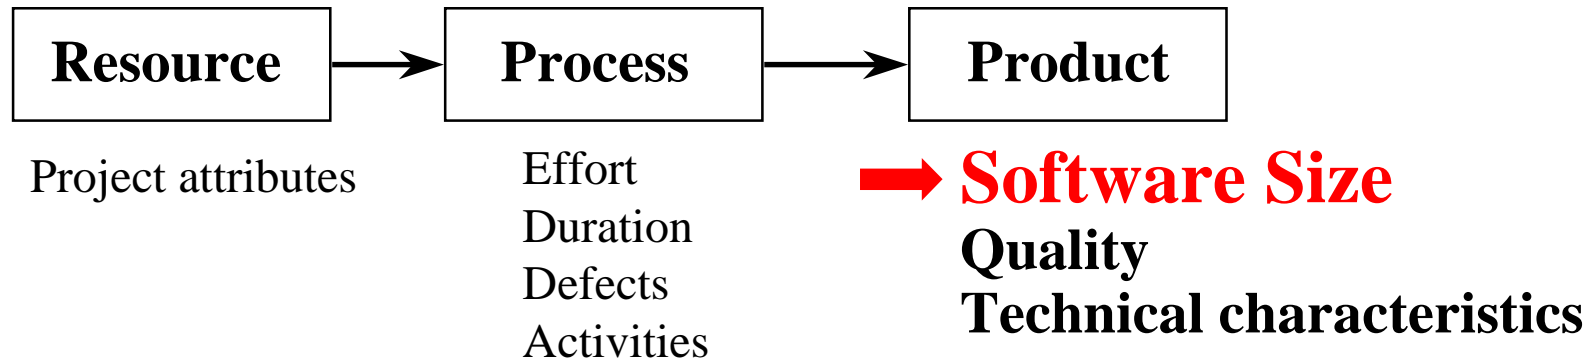 Resource
Process
Product
Project attributes
Effort
Duration
Defects
Activities
Software Size
Quality
Technical characteristics